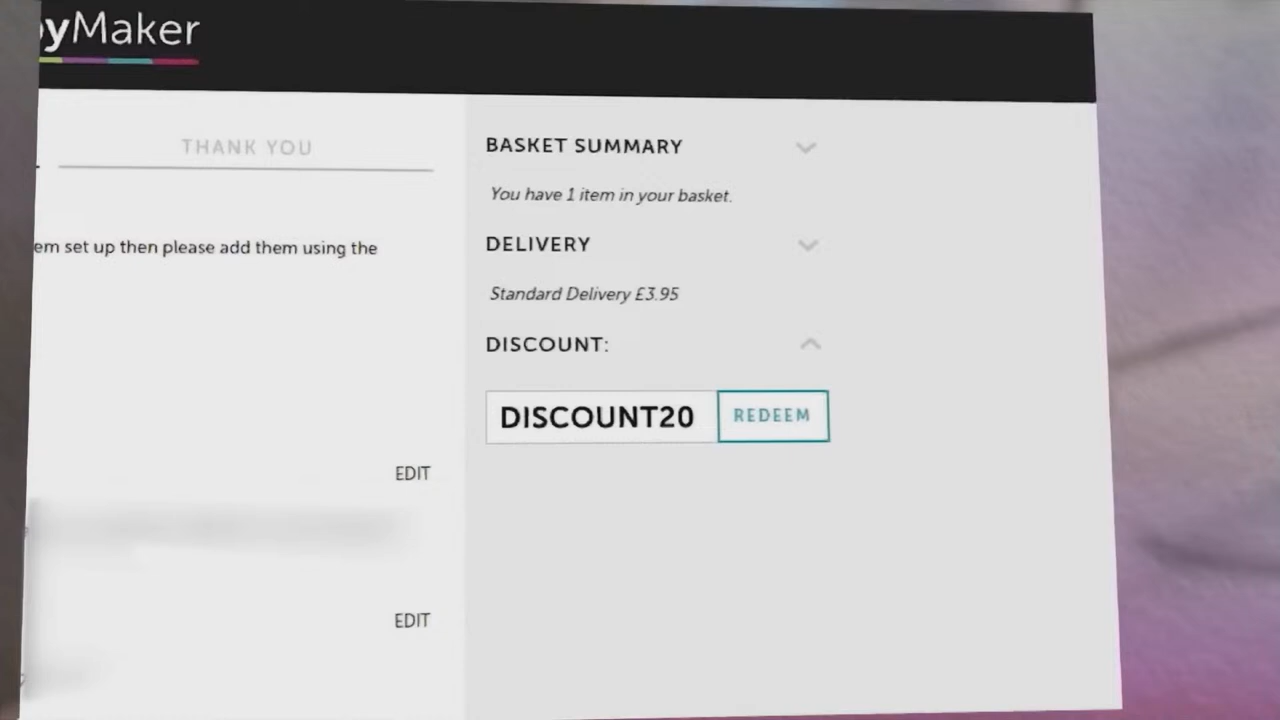 yMaker
THANK YOU
em set up then please add them using the
EDIT
EDIT
BASKET SUMMARY
You have 1 item in your basket.
DELIVERY
Standard Delivery £3.95
DISCOUNT:
DISCOUNT20
REDEEM